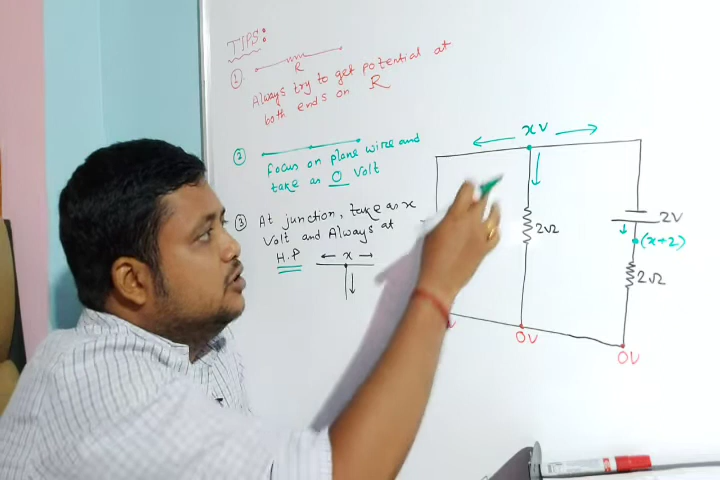 TIPS:
① R
Always try to get potential at
both ends on R
② Focus on plane wire and
take as 0 Volt
③ At junction, take as x
Volt and Always at
H.P ← x →
xV
2Ω
2V
(x+2)
2Ω
0V
0V